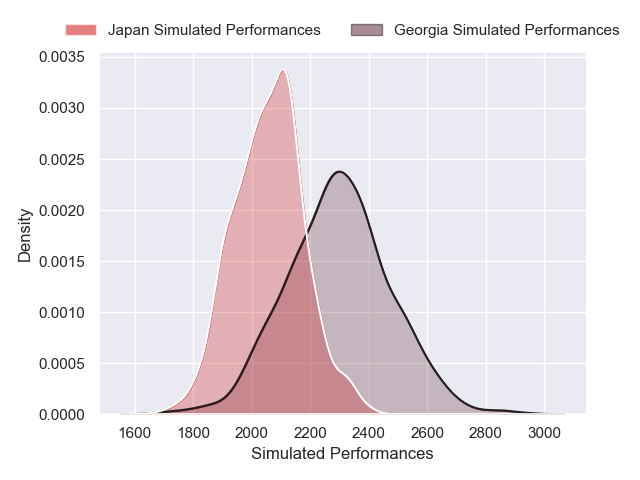 Japan Simulated Performances Georgia Simulated Performances
0.0035
0.0030
0.0025
0.0020
0.0015
0.0010
0.0005
0.0000
Density
1600 1800 2000 2200 2400 2600 2800 3000
Simulated Performances